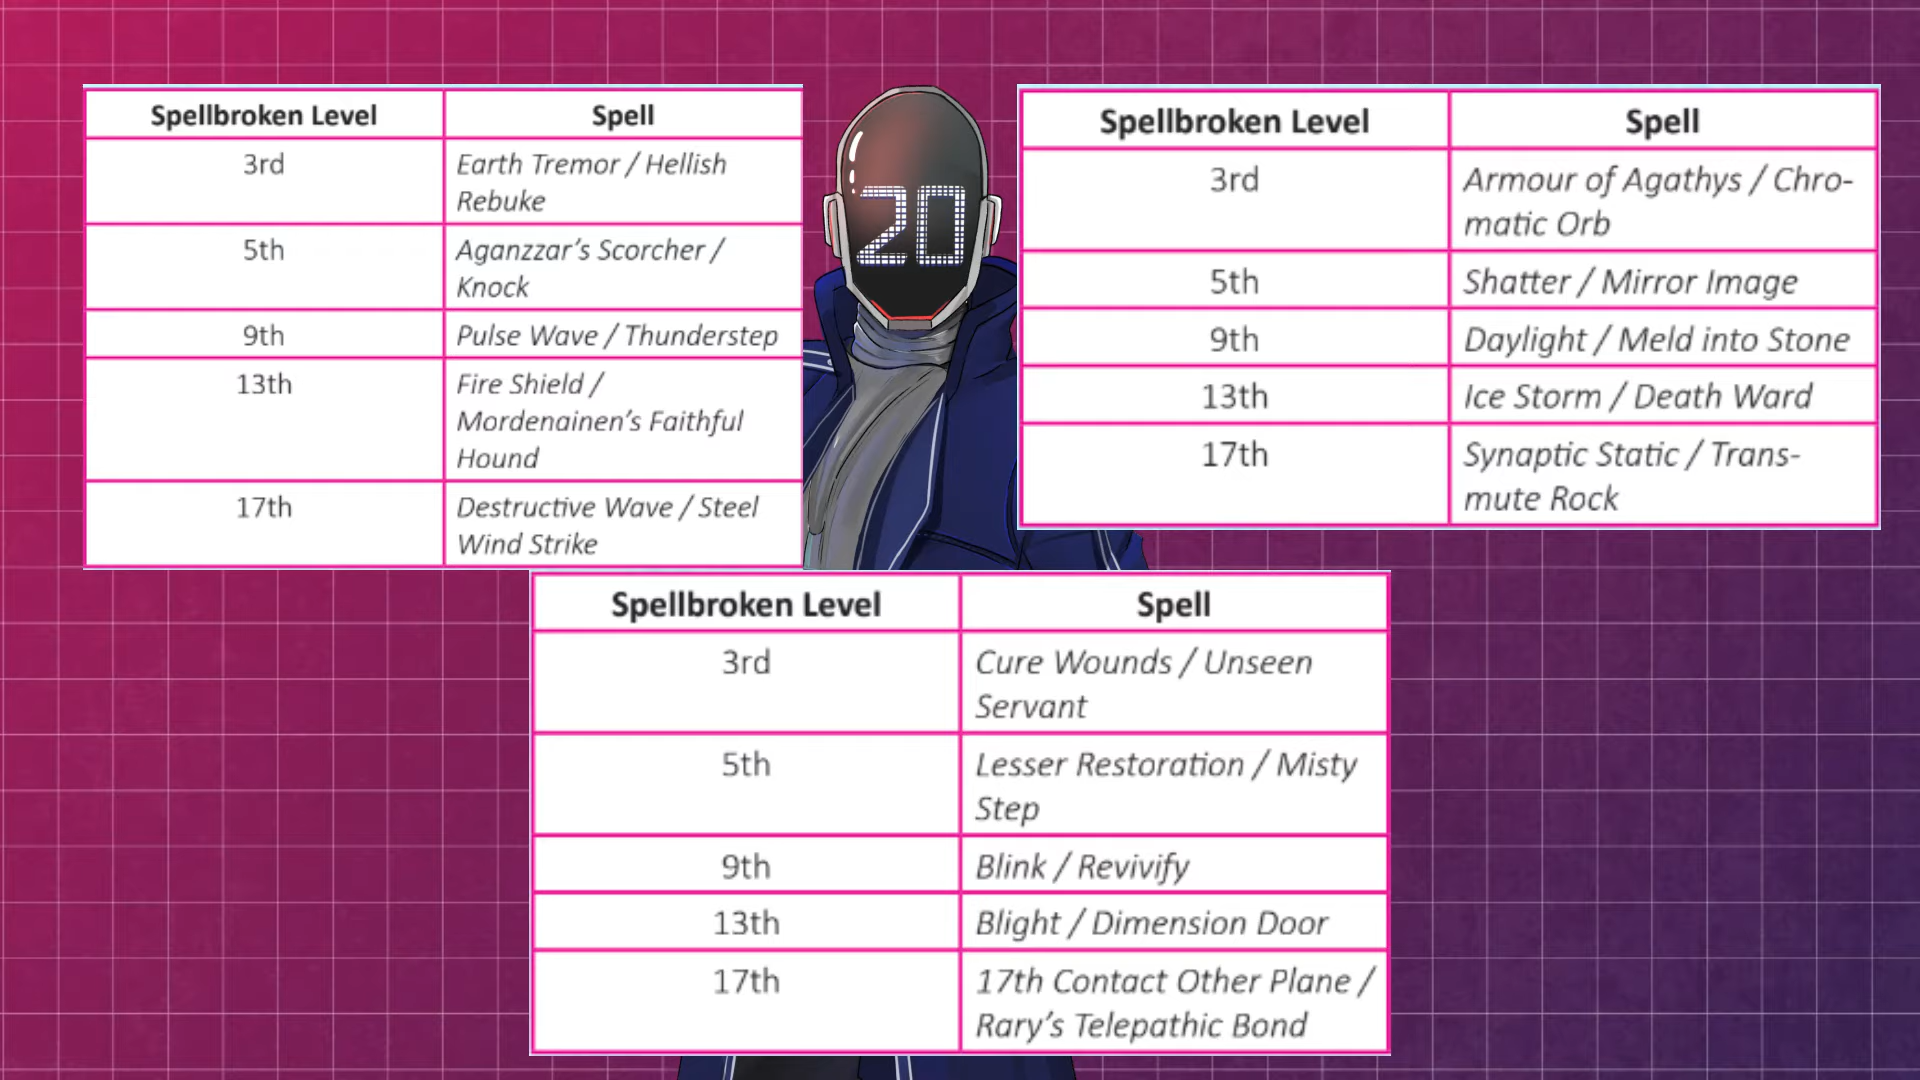 Spellbroken Level Spell
3rd Earth Tremor / Hellish
Rebuke
5th Aganzzar’s Scorcher /
Knock
9th Pulse Wave / Thunderstep
13th Fire Shield /
Mordenainen’s Faithful
Hound
17th Destructive Wave / Steel
Wind Strike
20
Spellbroken Level Spell
3rd Armour of Agathys / Chro-
matic Orb
5th Shatter / Mirror Image
9th Daylight / Meld into Stone
13th Ice Storm / Death Ward
17th Synaptic Static / Trans-
mute Rock
Spellbroken Level Spell
3rd Cure Wounds / Unseen
Servant
5th Lesser Restoration / Misty
Step
9th Blink / Revivify
13th Blight / Dimension Door
17th 17th Contact Other Plane /
Rary’s Telepathic Bond